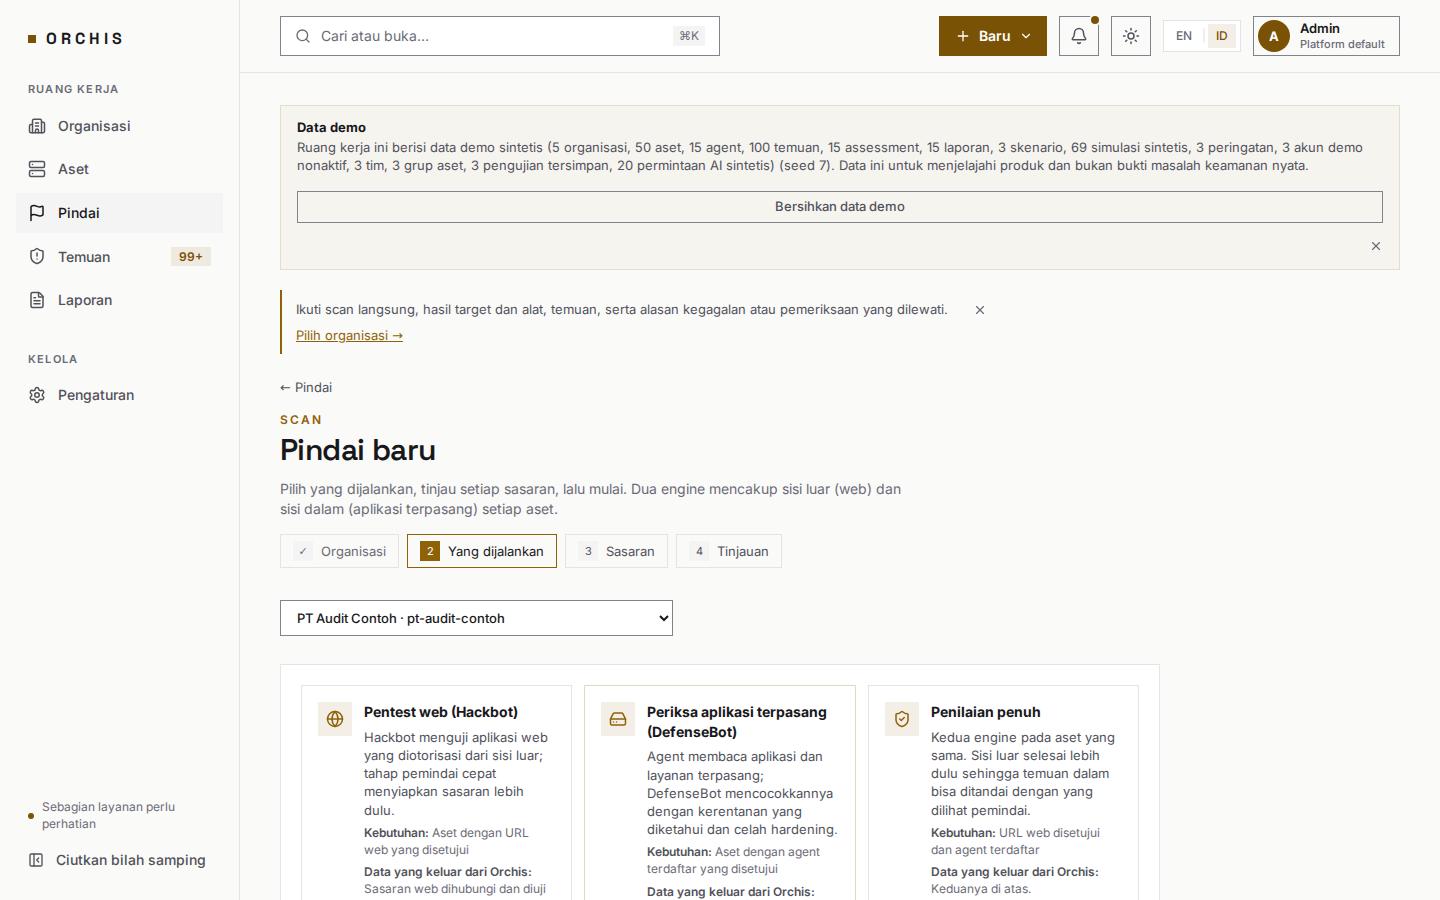 ORCHIS
Cari atau buka...
⌘K
Baru
EN
ID
A
Admin
Platform default
RUANG KERJA
Organisasi
Aset
Pindai
Temuan
99+
Laporan
KELOLA
Pengaturan
Sebagian layanan perlu
perhatian
Ciutkan bilah samping
Data demo
Ruang kerja ini berisi data demo sintetis (5 organisasi, 50 aset, 15 agent, 100 temuan, 15 assessment, 15 laporan, 3 skenario, 69 simulasi sintetis, 3 peringatan, 3 akun demo
nonaktif, 3 tim, 3 grup aset, 3 pengujian tersimpan, 20 permintaan AI sintetis) (seed 7). Data ini untuk menjelajahi produk dan bukan bukti masalah keamanan nyata.
Bersihkan data demo
Ikuti scan langsung, hasil target dan alat, temuan, serta alasan kegagalan atau pemeriksaan yang dilewati.
Pilih organisasi →
← Pindai
SCAN
Pindai baru
Pilih yang dijalankan, tinjau setiap sasaran, lalu mulai. Dua engine mencakup sisi luar (web) dan
sisi dalam (aplikasi terpasang) setiap aset.
✓ Organisasi
2 Yang dijalankan
3 Sasaran
4 Tinjauan
PT Audit Contoh · pt-audit-contoh
Pentest web (Hackbot)
Hackbot menguji aplikasi web
yang diotorisasi dari sisi luar;
tahap pemindai cepat
menyiapkan sasaran lebih
dulu.
Kebutuhan: Aset dengan URL
web yang disetujui
Data yang keluar dari Orchis:
Sasaran web dihubungi dan diuji
Periksa aplikasi terpasang
(DefenseBot)
Agent membaca aplikasi dan
layanan terpasang;
DefenseBot mencocokkannya
dengan kerentanan yang
diketahui dan celah hardening.
Kebutuhan: Aset dengan agent
terdaftar yang disetujui
Data yang keluar dari Orchis:
Penilaian penuh
Kedua engine pada aset yang
sama. Sisi luar selesai lebih
dulu sehingga temuan dalam
bisa ditandai dengan yang
dilihat pemindai.
Kebutuhan: URL web disetujui
dan agent terdaftar
Data yang keluar dari Orchis:
Keduanya di atas.